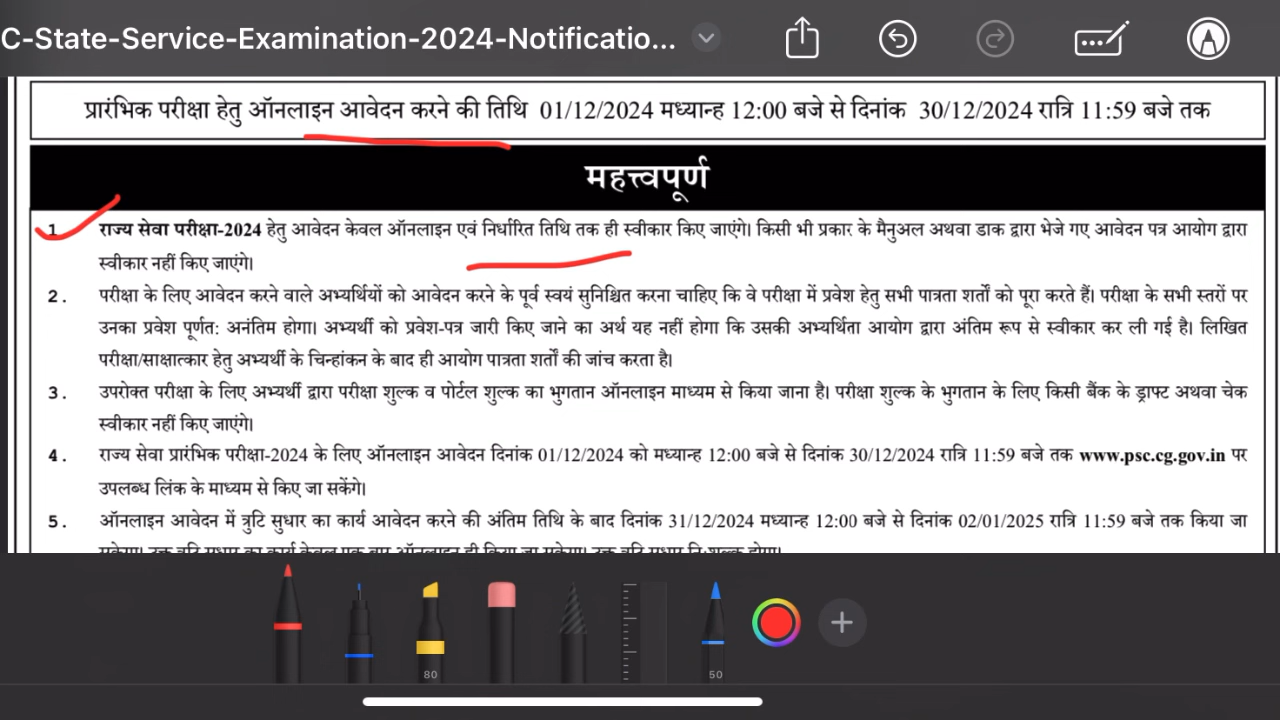 C-State-Service-Examination-2024-Notificatio...
प्रारंभिक परीक्षा हेतु ऑनलाइन आवेदन करने की तिथि 01/12/2024 मध्यान्ह 12:00 बजे से दिनांक 30/12/2024 रात्रि 11:59 बजे तक
महत्त्वपूर्ण
1 राज्य सेवा परीक्षा-2024 हेतु आवेदन केवल ऑनलाइन एवं निर्धारित तिथि तक ही स्वीकार किए जाएंगे। किसी भी प्रकार के मैनुअल अथवा डाक द्वारा भेजे गए आवेदन पत्र आयोग द्वारा
स्वीकार नहीं किए जाएंगे।
2. परीक्षा के लिए आवेदन करने वाले अभ्यर्थियों को आवेदन करने के पूर्व स्वयं सुनिश्चित करना चाहिए कि वे परीक्षा में प्रवेश हेतु सभी पात्रता शर्तों को पूरा करते हैं। परीक्षा के सभी स्तरों पर
उनका प्रवेश पूर्णत: अनंतिम होगा। अभ्यर्थी को प्रवेश-पत्र जारी किए जाने का अर्थ यह नहीं होगा कि उसकी अभ्यर्थिता आयोग द्वारा अंतिम रूप से स्वीकार कर ली गई है। लिखित
परीक्षा/साक्षात्कार हेतु अभ्यर्थी के चिन्हांकन के बाद ही आयोग पात्रता शर्तों की जांच करता है।
3. उपरोक्त परीक्षा के लिए अभ्यर्थी द्वारा परीक्षा शुल्क व पोर्टल शुल्क का भुगतान ऑनलाइन माध्यम से किया जाना है। परीक्षा शुल्क के भुगतान के लिए किसी बैंक के ड्राफ्ट अथवा चेक
स्वीकार नहीं किए जाएंगे।
4. राज्य सेवा प्रारंभिक परीक्षा-2024 के लिए ऑनलाइन आवेदन दिनांक 01/12/2024 को मध्यान्ह 12:00 बजे से दिनांक 30/12/2024 रात्रि 11:59 बजे तक www.psc.cg.gov.in पर
उपलब्ध लिंक के माध्यम से किए जा सकेंगे।
5. ऑनलाइन आवेदन में त्रुटि सुधार का कार्य आवेदन करने की अंतिम तिथि के बाद दिनांक 31/12/2024 मध्यान्ह 12:00 बजे से दिनांक 02/01/2025 रात्रि 11:59 बजे तक किया जा
80
50